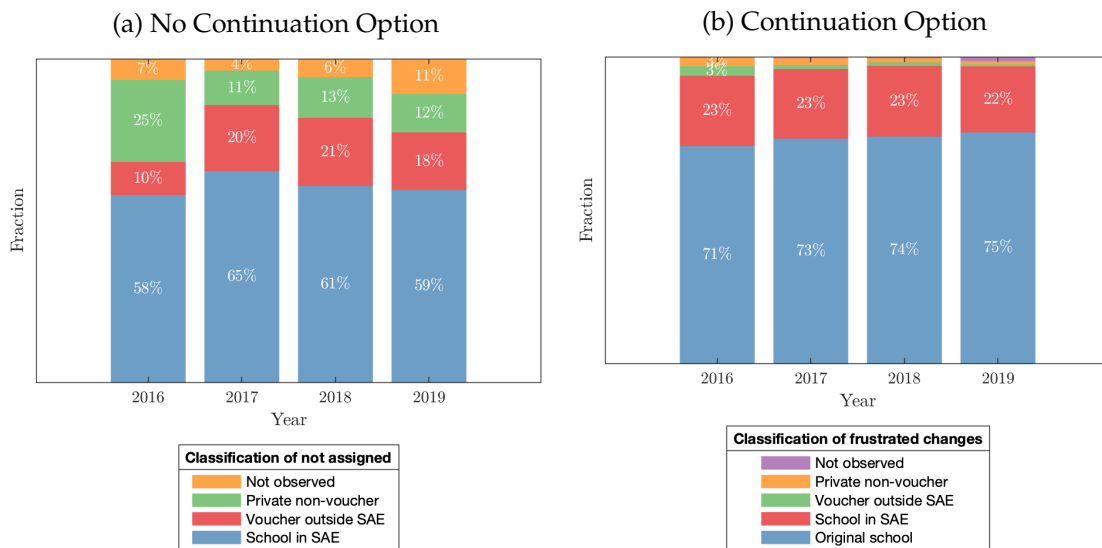 (a) No Continuation Option
7% 4% 6% 11%
25% 11% 13% 12%
10% 20% 21% 18%
58% 65% 61% 59%
Fraction
2016 2017 2018 2019
Year
Classification of not assigned
Not observed
Private non-voucher
Voucher outside SAE
School in SAE
(b) Continuation Option
3%
23% 23% 23% 22%
71% 73% 74% 75%
Fraction
2016 2017 2018 2019
Year
Classification of frustrated changes
Not observed
Private non-voucher
Voucher outside SAE
School in SAE
Original school